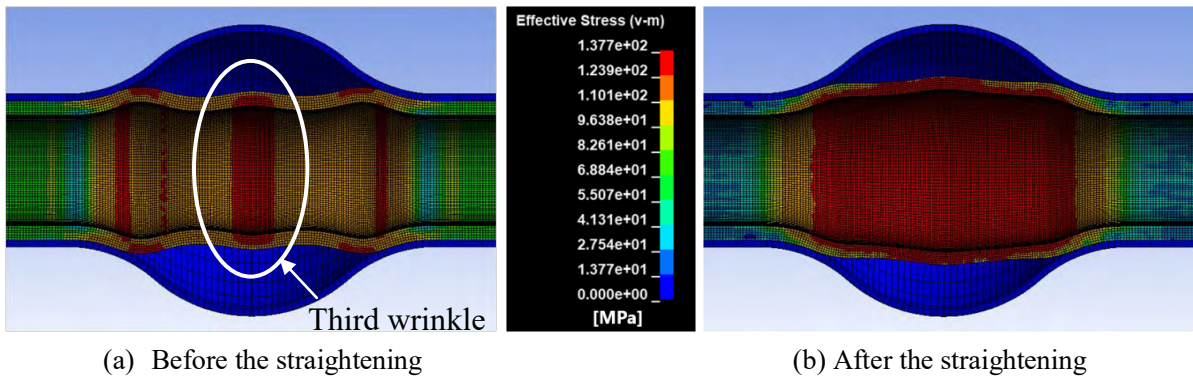 Effective Stress (v-m)
1.377e+02
1.239e+02
1.101e+02
9.638e+01
8.261e+01
6.884e+01
5.507e+01
4.131e+01
2.754e+01
1.377e+01
0.000e+00
[MPa]
Third wrinkle
(a) Before the straightening
(b) After the straightening